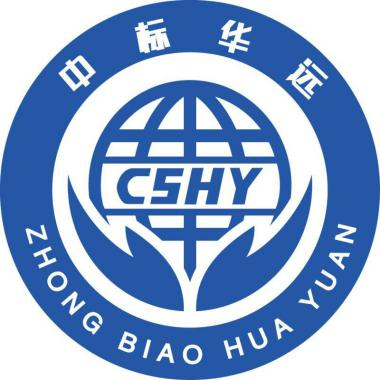 中标华远
CSHY
ZHONG BIAO HUA YUAN